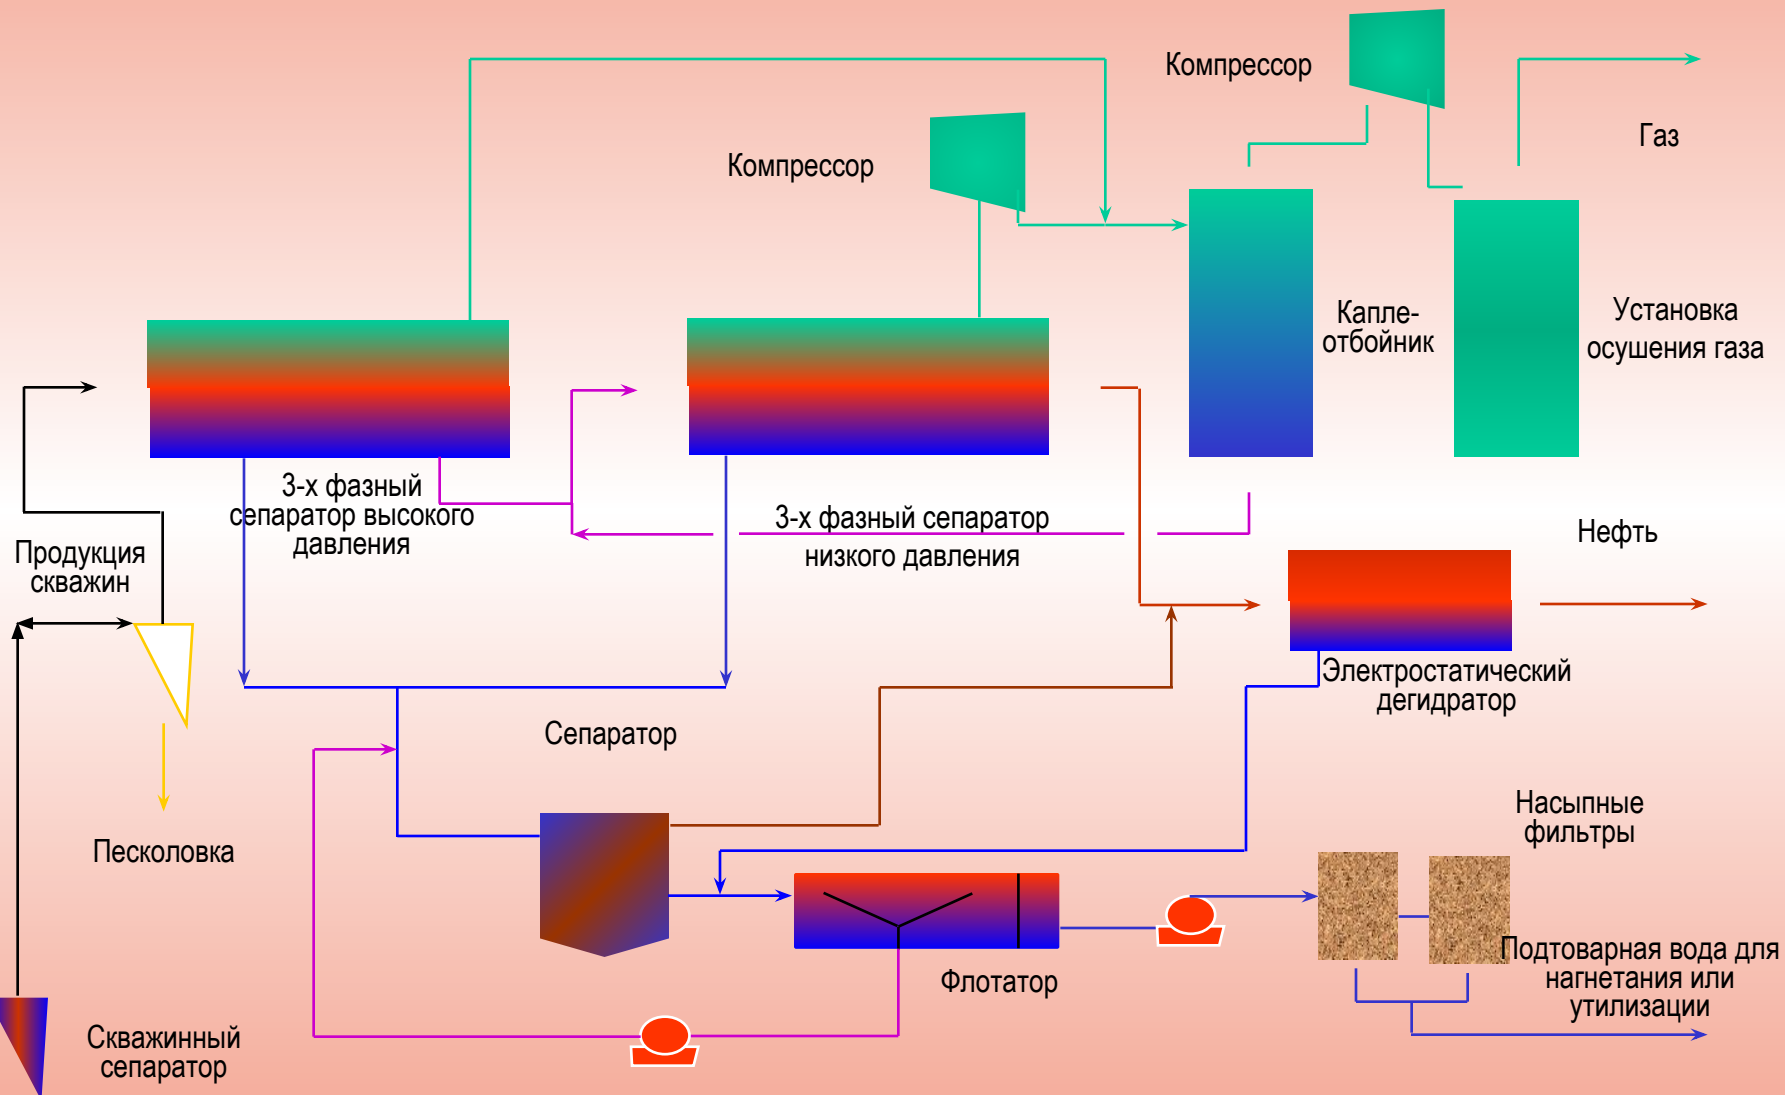 Компрессор
Газ
Компрессор
Капле-
отбойник
Установка
осушения газа
3-х фазный
сепаратор высокого
давления
3-х фазный сепаратор
низкого давления
Нефть
Продукция
скважин
Электростатический
дегидратор
Сепаратор
Насыпные
фильтры
Песколовка
Подтоварная вода для
нагнетания или
утилизации
Флотатор
Скважинный
сепаратор